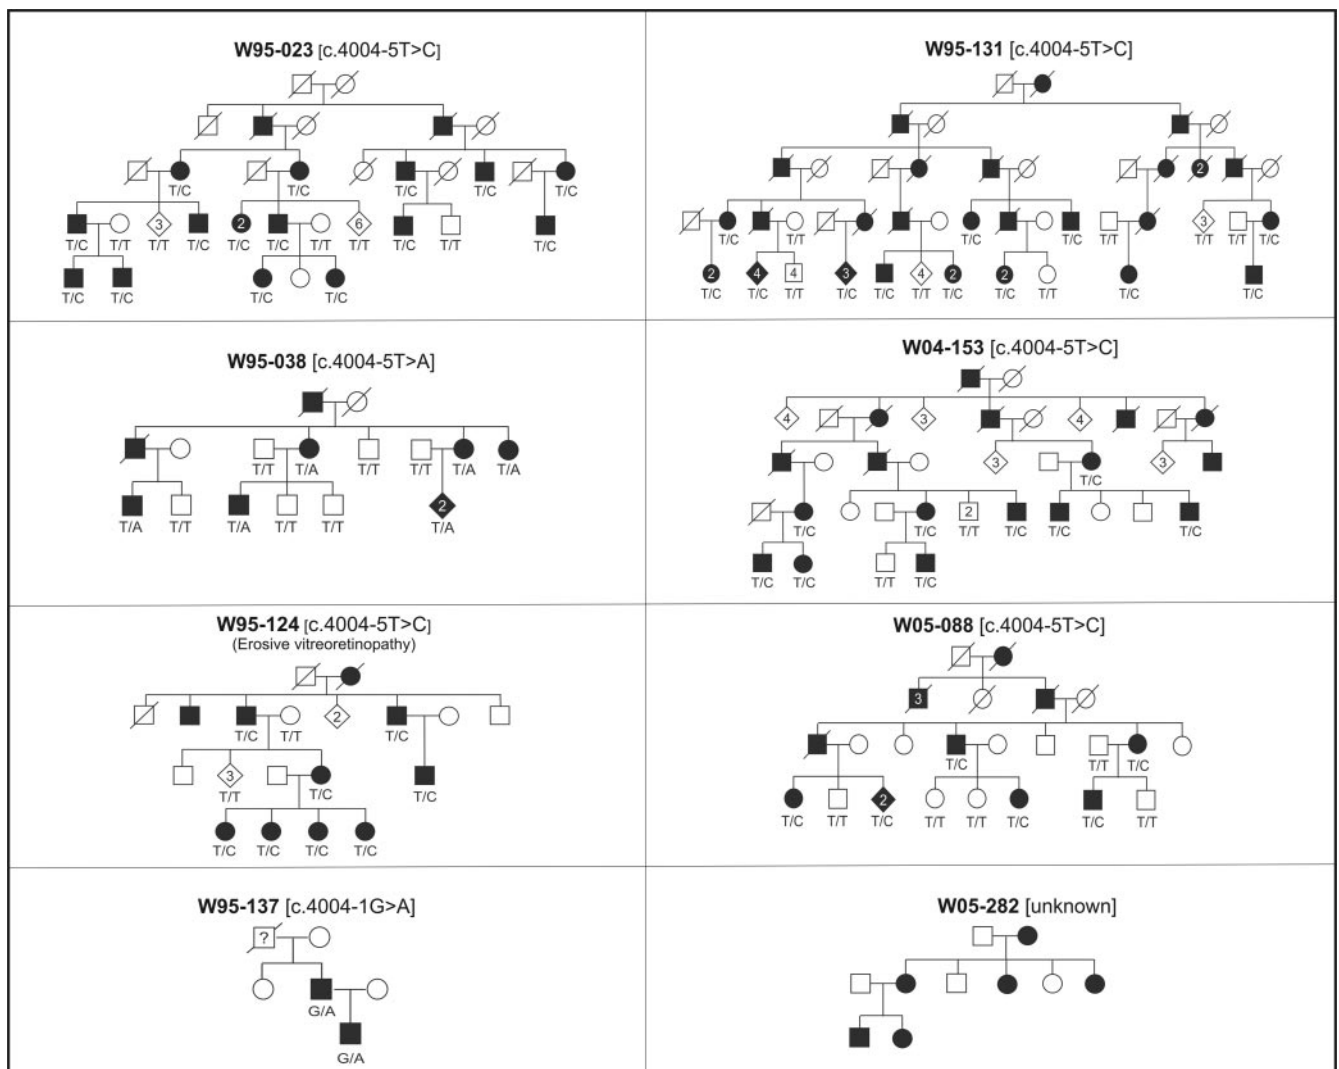 W95-023 [c.4004-5T>C]
T/C T/C T/C T/C T/C
3 2 6
T/C T/T T/T T/C T/C T/C T/T T/T T/C T/T T/C
T/C T/C T/C T/C
W95-131 [c.4004-5T>C]
2
3
T/C T/T T/C T/C T/T T/T T/T T/C
2 4 4 3 4 2 2
T/C T/C T/T T/C T/C T/T T/C T/C T/T T/C T/C
W95-038 [c.4004-5T>A]
T/T T/A T/T T/T T/A T/A
2
T/A T/T T/A T/T T/T T/A
W04-153 [c.4004-5T>C]
4 3 4
3 3
T/C
2
T/C T/C T/T T/C T/C T/C
T/C T/C T/T T/C
W95-124 [c.4004-5T>C]
(Erosive vitreoretinopathy)
2
T/C T/T T/C
3
T/T T/C T/C
T/C T/C T/C T/C
W05-088 [c.4004-5T>C]
3
T/C T/T T/C
2
T/C T/T T/C T/T T/T T/C T/C T/T
W95-137 [c.4004-1G>A]
?
G/A
G/A
W05-282 [unknown]